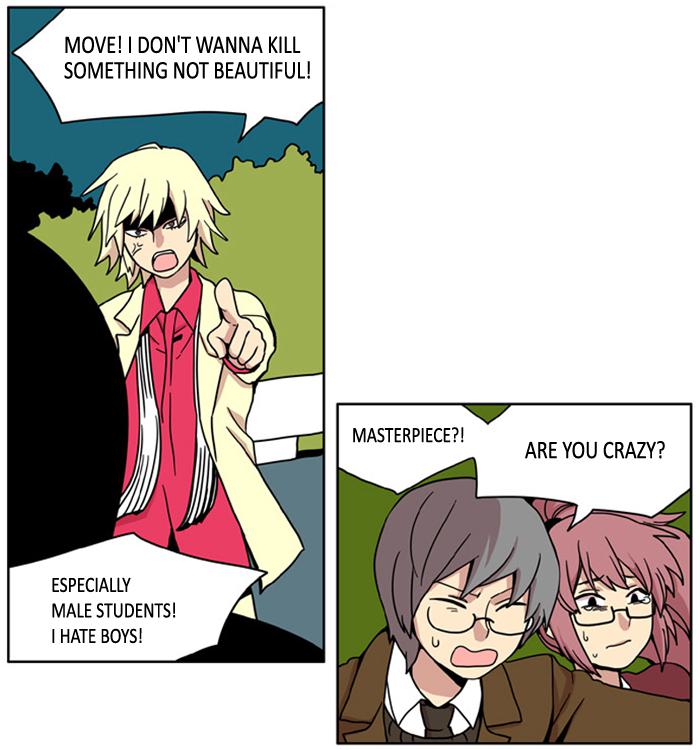 MOVE! I DON'T WANNA KILL
SOMETHING NOT BEAUTIFUL!
ESPECIALLY
MALE STUDENTS!
I HATE BOYS!
MASTERPIECE?!
ARE YOU CRAZY?